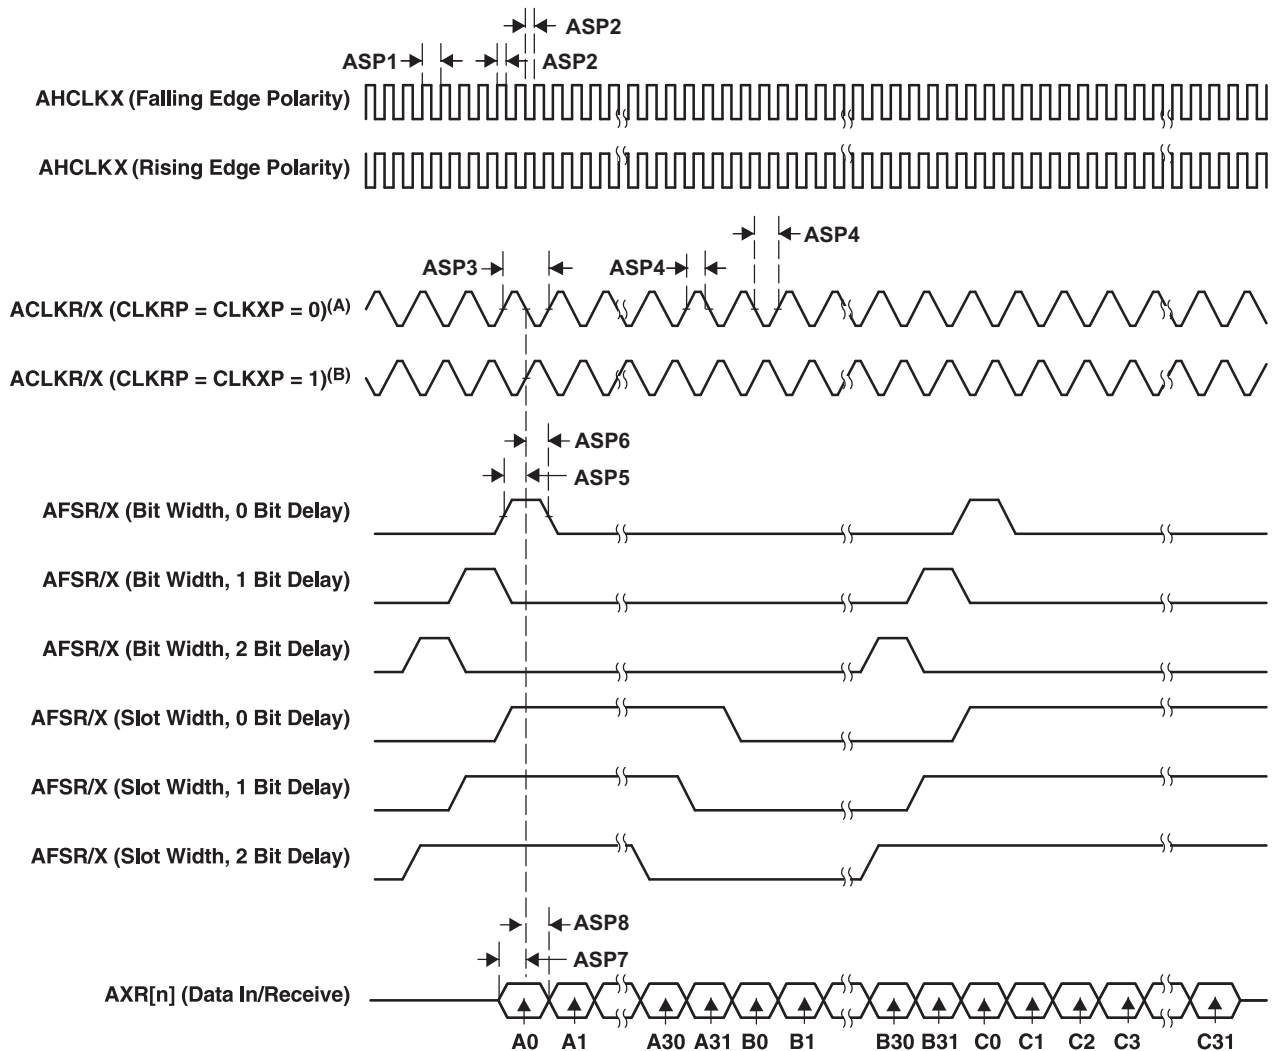 ASP2
ASP1 ASP2
AHCLKX (Falling Edge Polarity)
AHCLKX (Rising Edge Polarity)
ASP4
ASP3 ASP4
ACLKR/X (CLKRP = CLKXP = 0)(A)
ACLKR/X (CLKRP = CLKXP = 1)(B)
ASP6
ASP5
AFSR/X (Bit Width, 0 Bit Delay)
AFSR/X (Bit Width, 1 Bit Delay)
AFSR/X (Bit Width, 2 Bit Delay)
AFSR/X (Slot Width, 0 Bit Delay)
AFSR/X (Slot Width, 1 Bit Delay)
AFSR/X (Slot Width, 2 Bit Delay)
ASP8
ASP7
AXR[n] (Data In/Receive)
A0 A1 A30 A31 B0 B1 B30 B31 C0 C1 C2 C3 C31